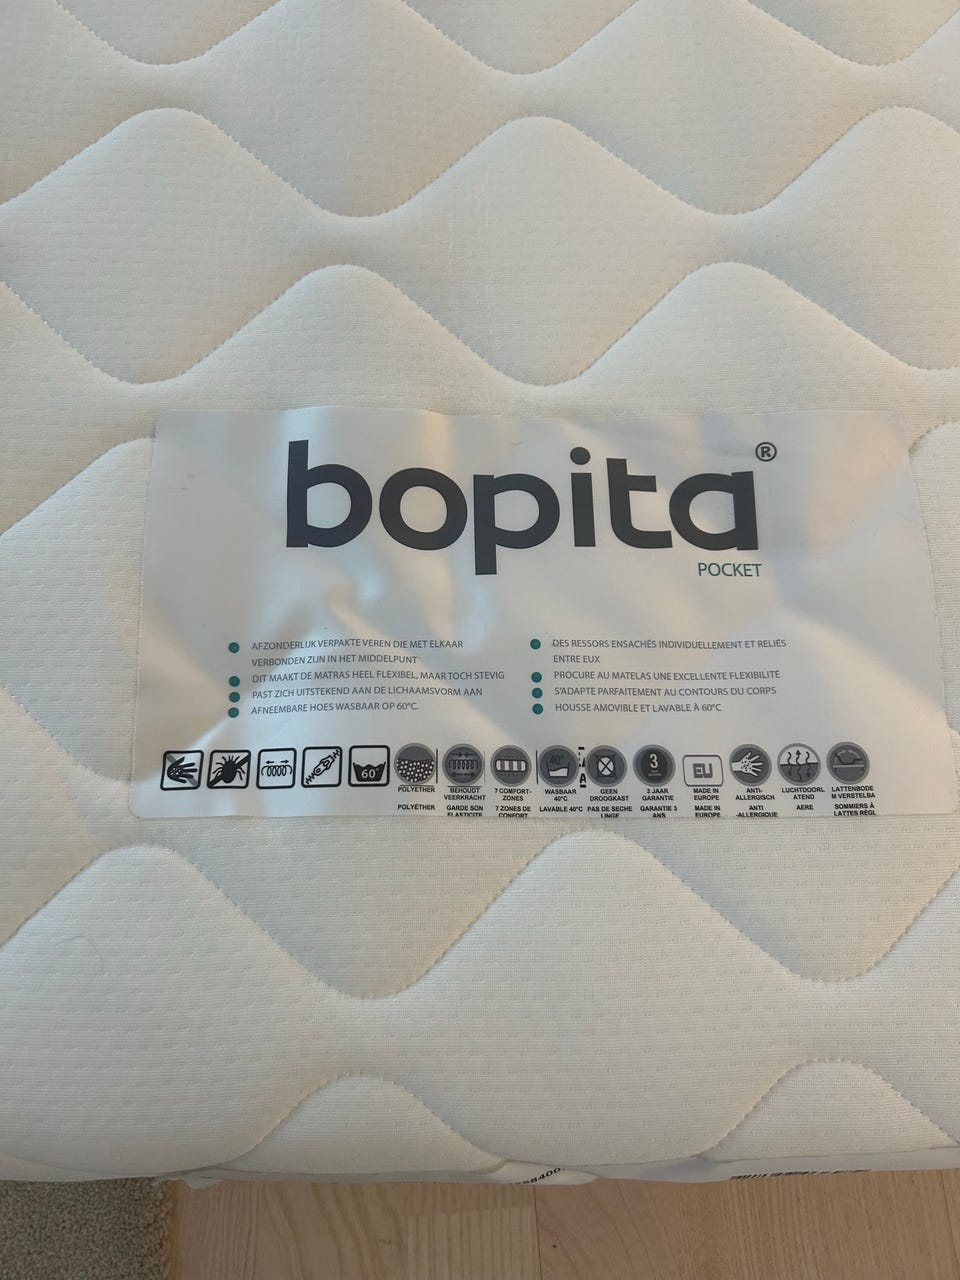 bopita®
POCKET
AFZONDERLIJK VERPAKTE VEREN DIE MET ELKAAR
VERBONDEN ZIJN IN HET MIDDELPUNT
DIT MAAKT DE MATRAS HEEL FLEXIBEL, MAAR TOCH STEVIG
PAST ZICH UITSTEKEND AAN DE LICHAAMSVORM AAN
AFNEEMBARE HOES WASBAAR OP 60°C.
DES RESSORS ENSACHÉS INDIVIDUELLEMENT ET RELIÉS
ENTRE EUX
PROCURE AU MATELAS UNE EXCELLENTE FLEXIBILITÉ
S'ADAPTE PARFAITEMENT AU CONTOURS DU CORPS
HOUSSE AMOVIBLE ET LAVABLE À 60°C
60°
40°
3
EU
POLYETHER
POLYÉTHER
BEHOUDT
VEERKRACHT
GARDE SON
ELASTICITE
7 COMFORT-
ZONES
7 ZONES DE
CONFORT
WASBAAR
40°C
LAVABLE 40°C
GEEN
DROOGKAST
PAS DE SECHE
LINGE
3 JAAR
GARANTIE
GARANTIE 3
ANS
MADE IN
EUROPE
MADE IN
EUROPE
ANTI-
ALLERGISCH
ANTI
-ALLERGIQUE
LUCHTDOORL
ATEND
AERE
LATTENBODE
M VERSTELBA
SOMMIERS À
LATTES RÉGL